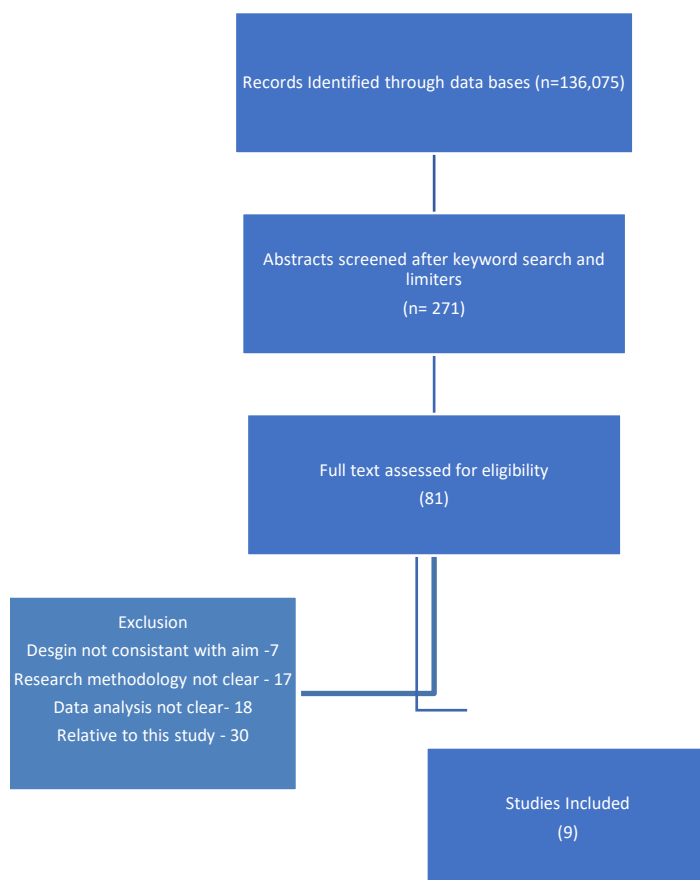 Records Identified through data bases (n=136,075)
Abstracts screened after keyword search and
limiters
(n= 271)
Full text assessed for eligibility
(81)
Exclusion
Desgin not consistant with aim -7
Research methodology not clear - 17
Data analysis not clear- 18
Relative to this study - 30
Studies Included
(9)